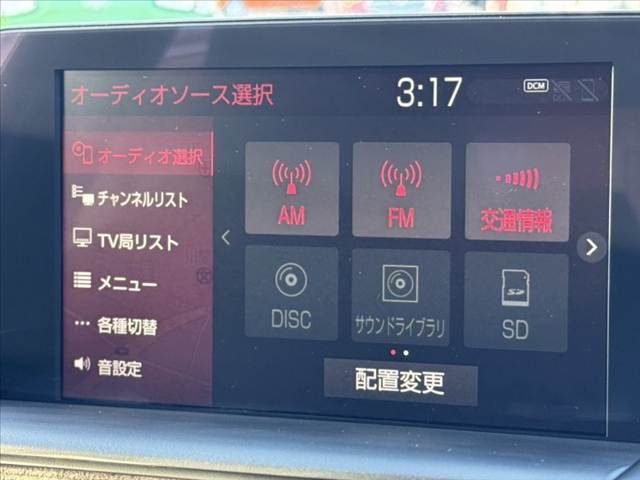 オーディオソース選択
3:17
DCM
オーディオ選択
チャンネルリスト
TV局リスト
メニュー
各種切替
音設定
AM
FM
交通情報
DISC
サウンドライブラリ
SD
配置変更